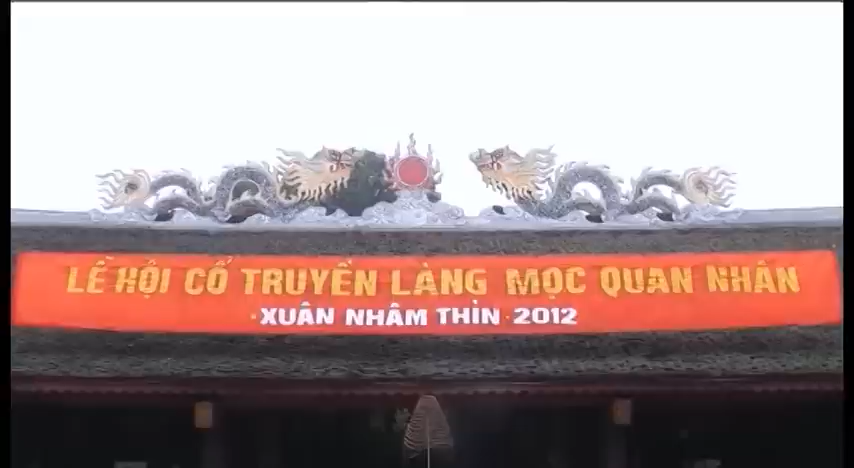 LỄ HỘI CỔ TRUYỀN LÀNG MỌC QUAN NHÂN
XUÂN NHÂM THÌN - 2012